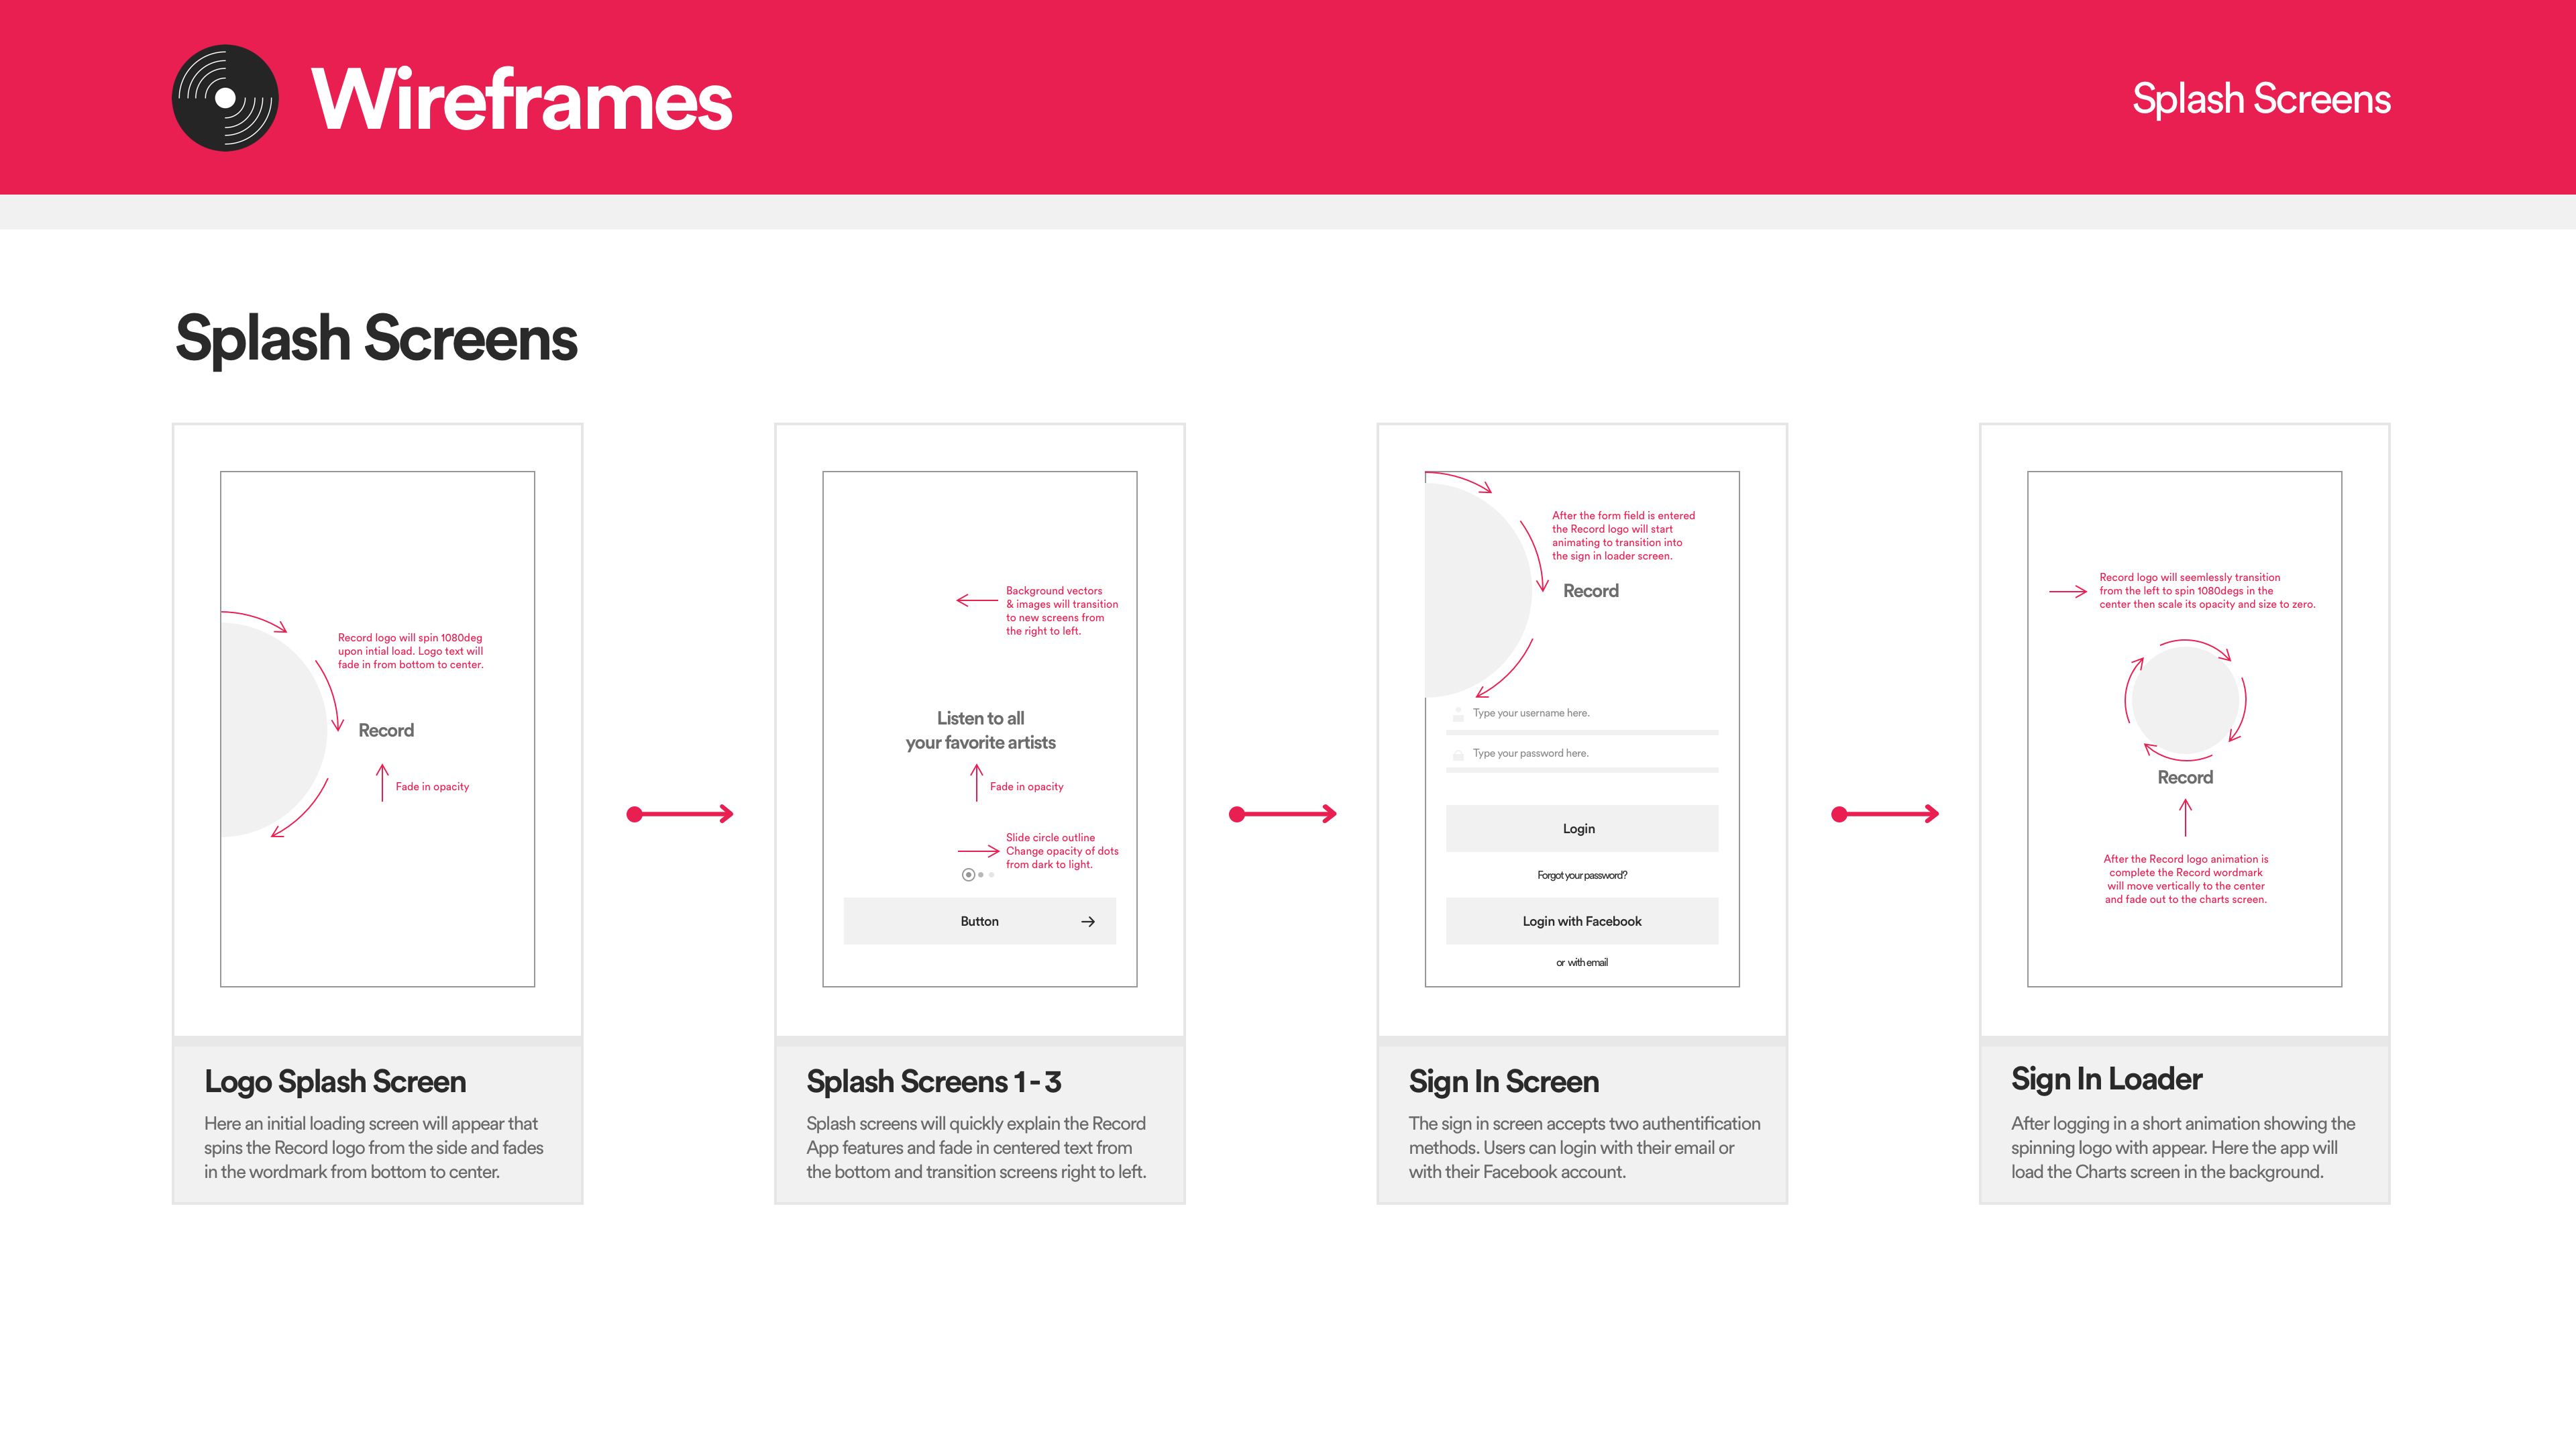 Wireframes
Splash Screens
Splash Screens
Record logo will spin 1080deg
upon intial load. Logo text will
fade in from bottom to center.
Record
Fade in opacity
Logo Splash Screen
Here an initial loading screen will appear that
spins the Record logo from the side and fades
in the wordmark from bottom to center.
Background vectors
& images will transition
to new screens from
the right to left.
Listen to all
your favorite artists
Fade in opacity
Slide circle outline
Change opacity of dots
from dark to light.
Button
Splash Screens 1 - 3
Splash screens will quickly explain the Record
App features and fade in centered text from
the bottom and transition screens right to left.
After the form field is entered
the Record logo will start
animating to transition into
the sign in loader screen.
Record
Type your username here.
Type your password here.
Login
Forgot your password?
Login with Facebook
or with email
Sign In Screen
The sign in screen accepts two authentification
methods. Users can login with their email or
with their Facebook account.
Record logo will seemlessly transition
from the left to spin 1080degs in the
center then scale its opacity and size to zero.
Record
After the Record logo animation is
complete the Record wordmark
will move vertically to the center
and fade out to the charts screen.
Sign In Loader
After logging in a short animation showing the
spinning logo with appear. Here the app will
load the Charts screen in the background.